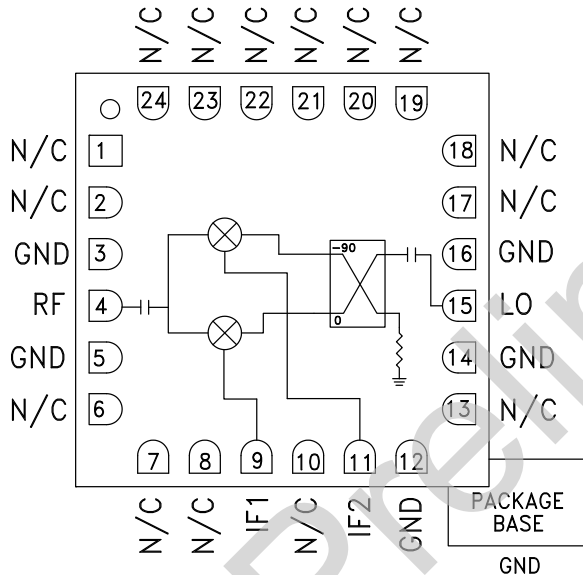 N/C N/C N/C N/C N/C N/C
24 23 22 21 20 19
N/C 1 18 N/C
N/C 2 17 N/C
GND 3 -90 16 GND
RF 4 15 LO
0
GND 5 14 GND
N/C 6 13 N/C
7 8 9 10 11 12
N/C N/C IF1 N/C IF2 GND
PACKAGE
BASE
GND
Prelim